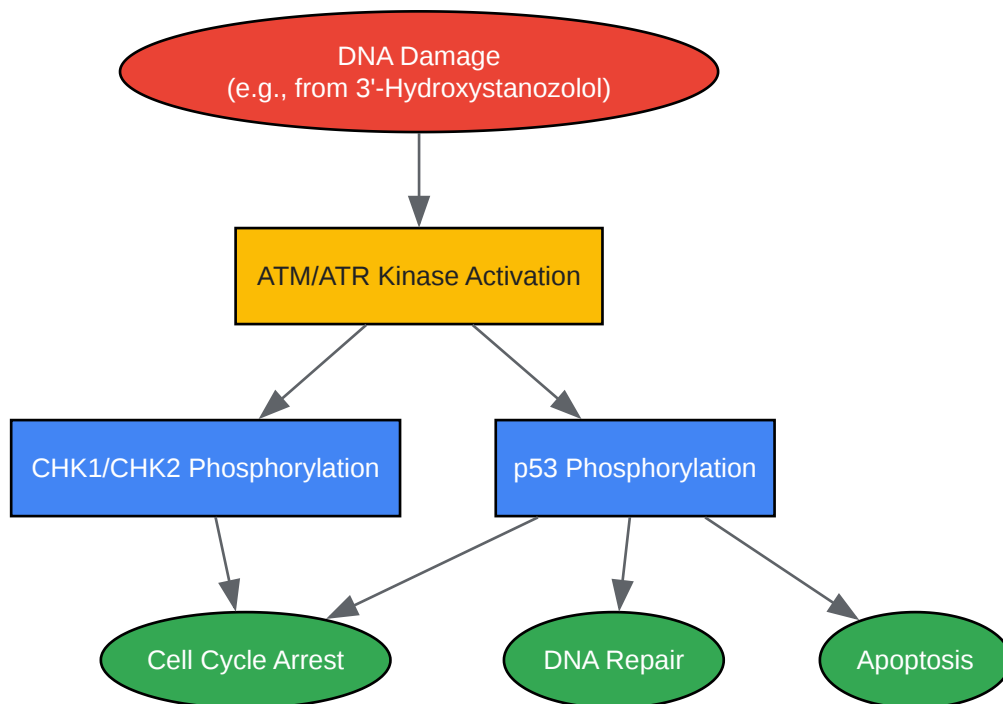 DNA Damage
(e.g., from 3'-Hydroxystanozolol)
ATM/ATR Kinase Activation
CHK1/CHK2 Phosphorylation
p53 Phosphorylation
Cell Cycle Arrest
DNA Repair
Apoptosis